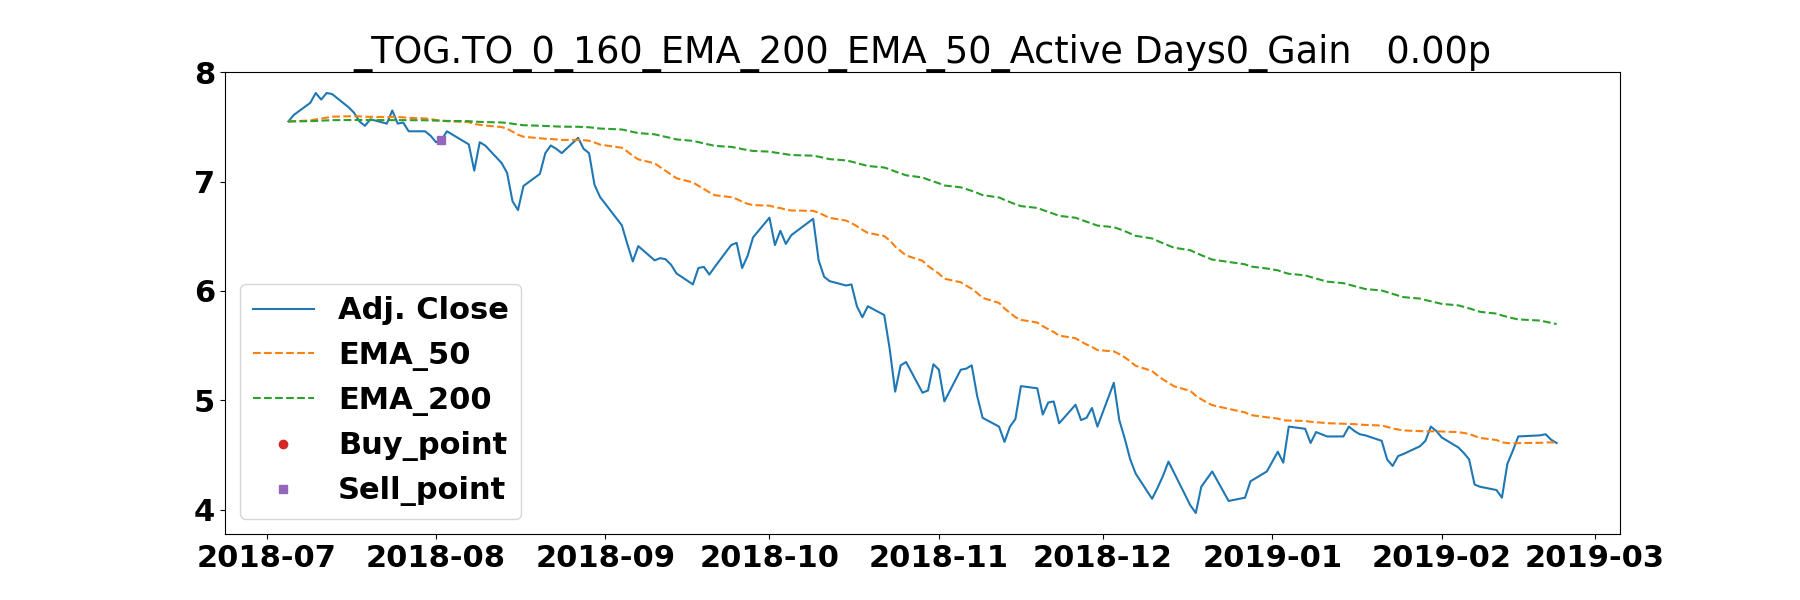 _TOG.TO_0_160_EMA_200_EMA_50_Active Days0_Gain   0.00p
8
7
6
5
4
Adj. Close
EMA_50
EMA_200
Buy_point
Sell_point
2018-07 2018-08 2018-09 2018-10 2018-11 2018-12 2019-01 2019-02 2019-03